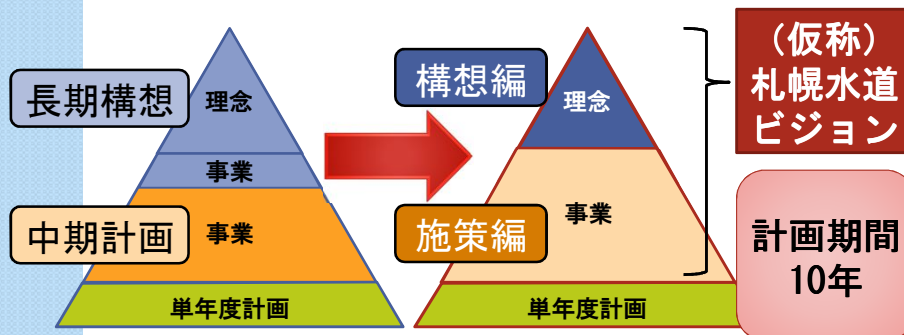 長期構想
理念
事業
中期計画
事業
単年度計画
構想編
理念
施策編
事業
単年度計画
（仮称）
札幌水道
ビジョン
計画期間
10年